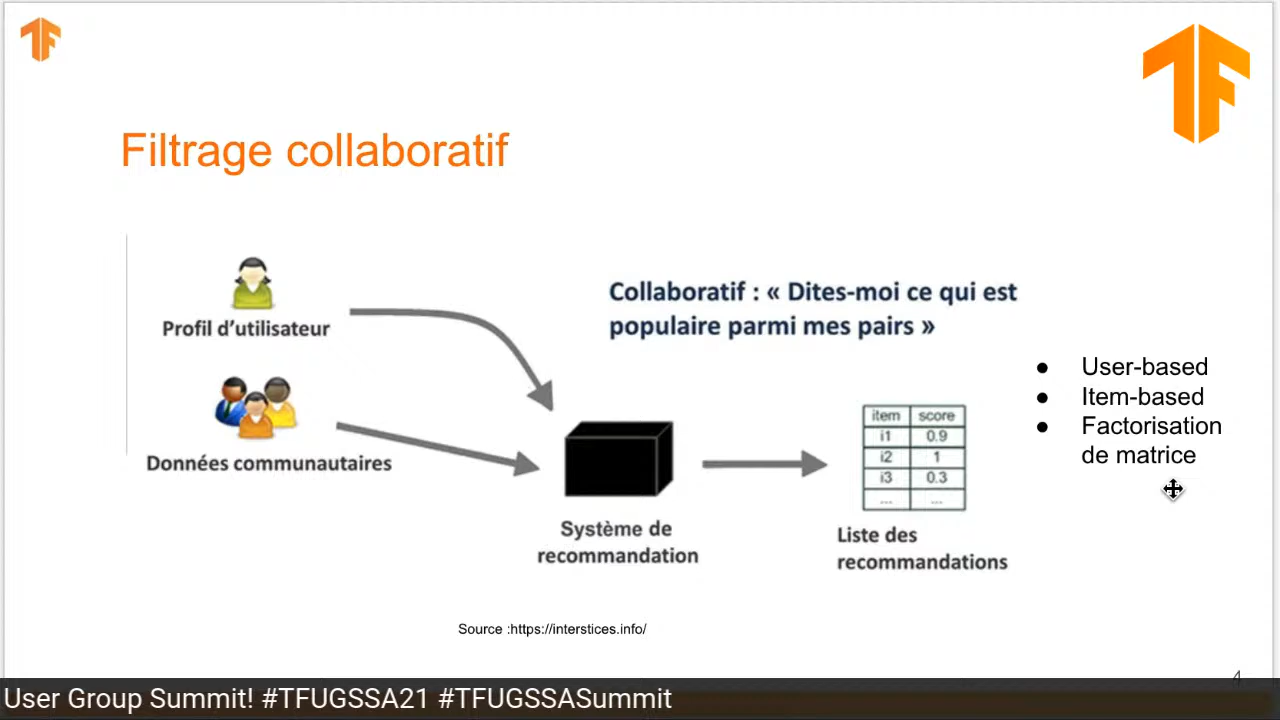 Filtrage collaboratif
Profil d'utilisateur
Données communautaires
Collaboratif : « Dites-moi ce qui est
populaire parmi mes pairs »
Système de
recommandation
item score
i1 0.9
i2 1
i3 0.3
... ...
Liste des
recommandations
● User-based
● Item-based
● Factorisation
de matrice
Source :https://interstices.info/
4
User Group Summit! #TFUGSSA21 #TFUGSSASummit